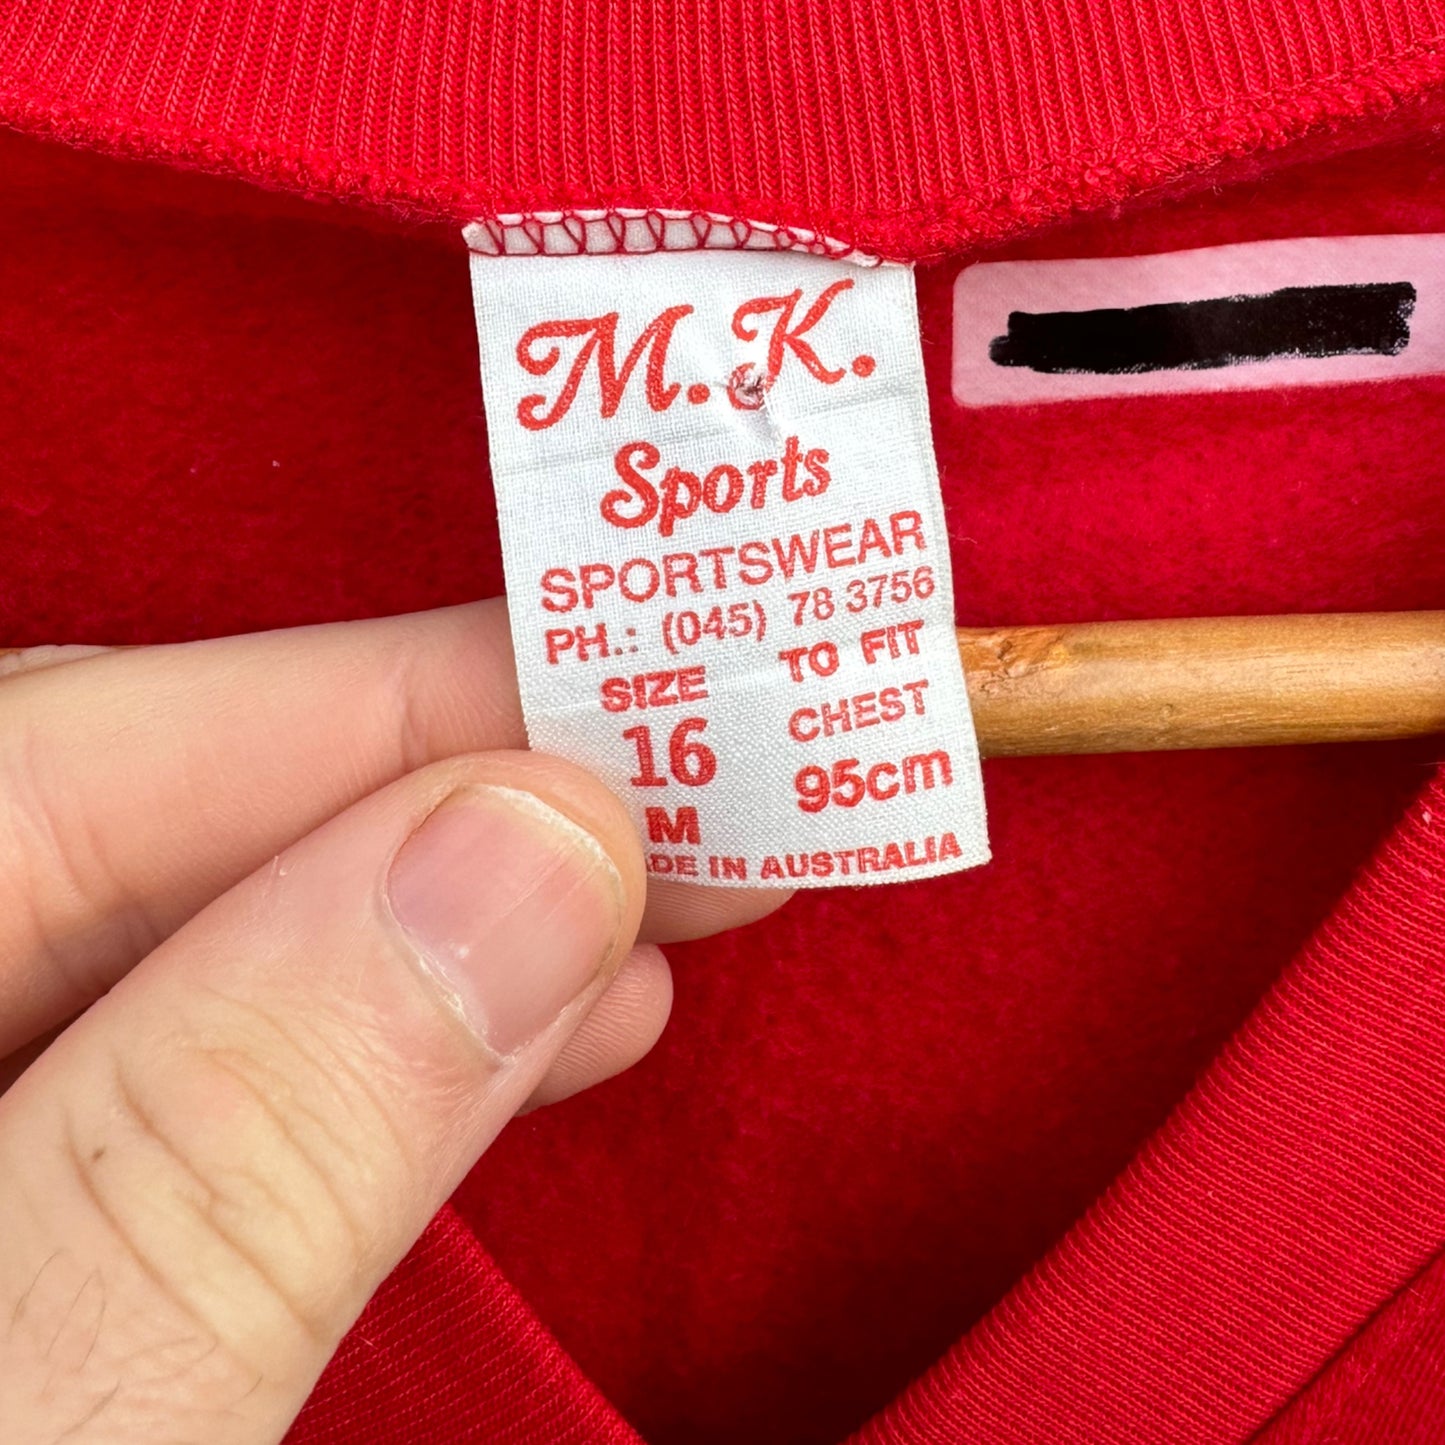 M.K.
Sports
SPORTSWEAR
PH.: (045) 78 3756
SIZE TO FIT
16 CHEST
M 95cm
ADE IN AUSTRALIA